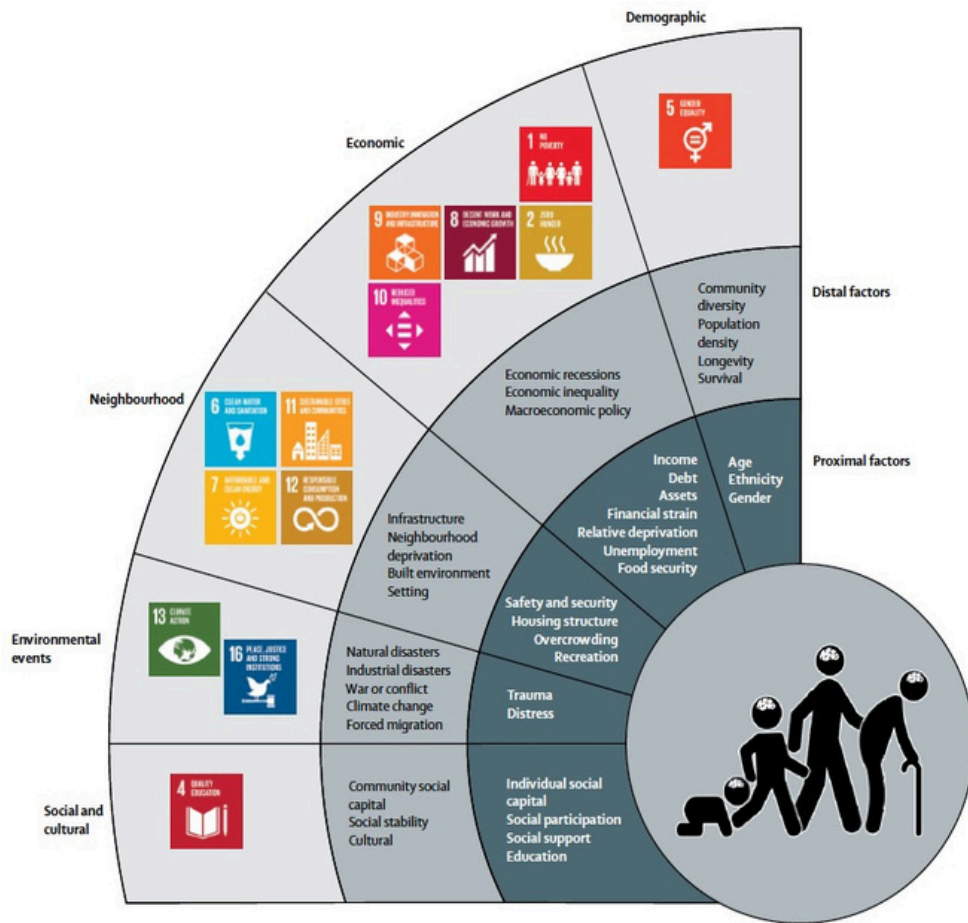 Demographic
5 GENDER
EQUALITY
Economic
1 NO
POVERTY
9 INDUSTRY, INNOVATION
AND INFRASTRUCTURE
8 DECENT WORK AND
ECONOMIC GROWTH
2 ZERO
HUNGER
10 REDUCED
INEQUALITIES
Community
diversity
Population
density
Longevity
Survival
Distal factors
Economic recessions
Economic inequality
Macroeconomic policy
Neighbourhood
6 CLEAN WATER
AND SANITATION
11 SUSTAINABLE CITIES
AND COMMUNITIES
7 AFFORDABLE AND
CLEAN ENERGY
12 RESPONSIBLE
CONSUMPTION
AND PRODUCTION
Income
Debt
Assets
Financial strain
Relative deprivation
Unemployment
Food security
Age
Ethnicity
Gender
Proximal factors
Infrastructure
Neighbourhood
deprivation
Built environment
Setting
Safety and security
Housing structure
Overcrowding
Recreation
Environmental
events
13 CLIMATE
ACTION
16 PEACE, JUSTICE
AND STRONG
INSTITUTIONS
Natural disasters
Industrial disasters
War or conflict
Climate change
Forced migration
Trauma
Distress
Social and
cultural
4 QUALITY
EDUCATION
Community social
capital
Social stability
Cultural
Individual social
capital
Social participation
Social support
Education